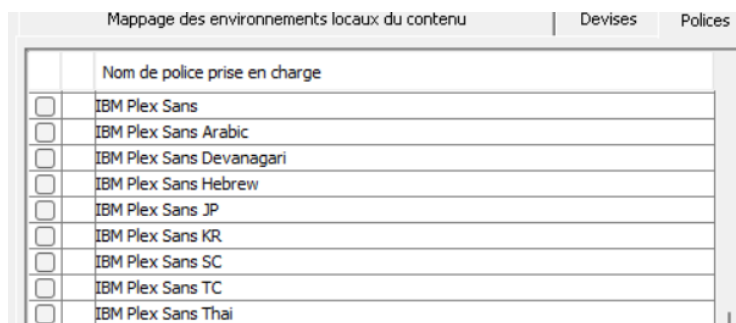 Mappage des environnements locaux du contenu Devises Polices
Nom de police prise en charge
IBM Plex Sans
IBM Plex Sans Arabic
IBM Plex Sans Devanagari
IBM Plex Sans Hebrew
IBM Plex Sans JP
IBM Plex Sans KR
IBM Plex Sans SC
IBM Plex Sans TC
IBM Plex Sans Thai